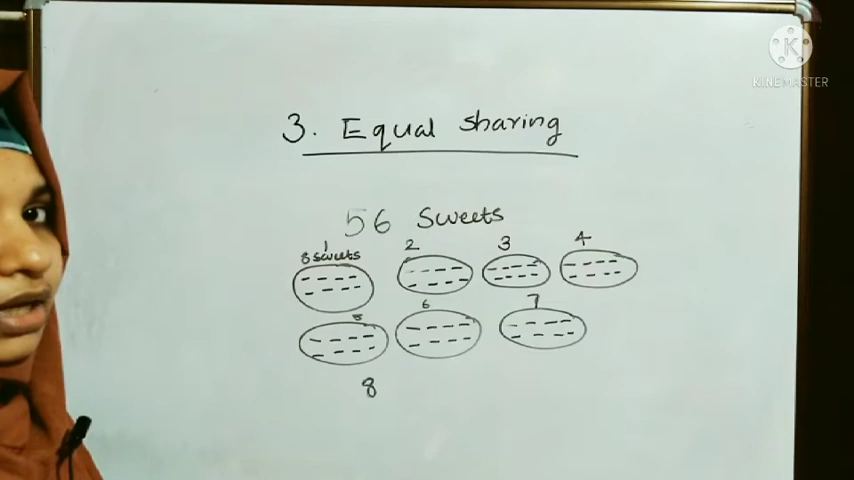 K
KINEMASTER
3. Equal sharing
56 Sweets
1 2 3 4
8 sweets
5 6 7
8